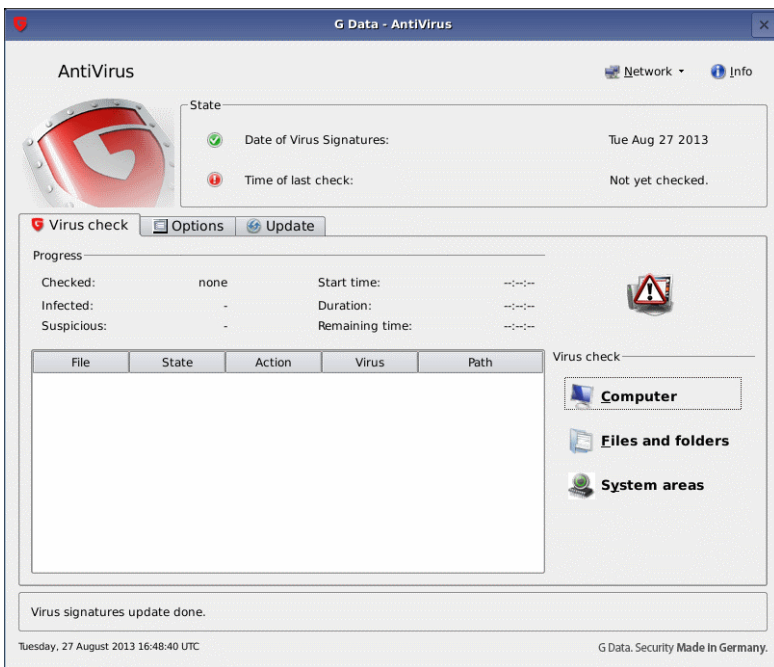 G Data - AntiVirus
AntiVirus
Network
Info
State
Date of Virus Signatures: Tue Aug 27 2013
Time of last check: Not yet checked.
Virus check Options Update
Progress
Checked: none Start time: --:--:--
Infected: - Duration: --:--:--
Suspicious: - Remaining time: --:--:--
File State Action Virus Path
Virus check
Computer
Files and folders
System areas
Virus signatures update done.
Tuesday, 27 August 2013 16:48:40 UTC
G Data. Security Made in Germany.